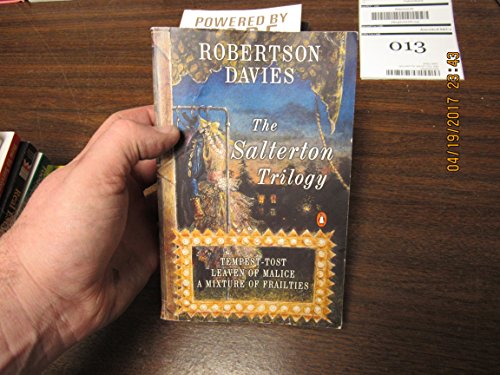 POWERED BY
013
ROBERTSON
DAVIES
The
Salterton
Trilogy
TEMPEST-TOST
LEAVEN OF MALICE
A MIXTURE OF FRAILTIES
04/19/2017 23:43